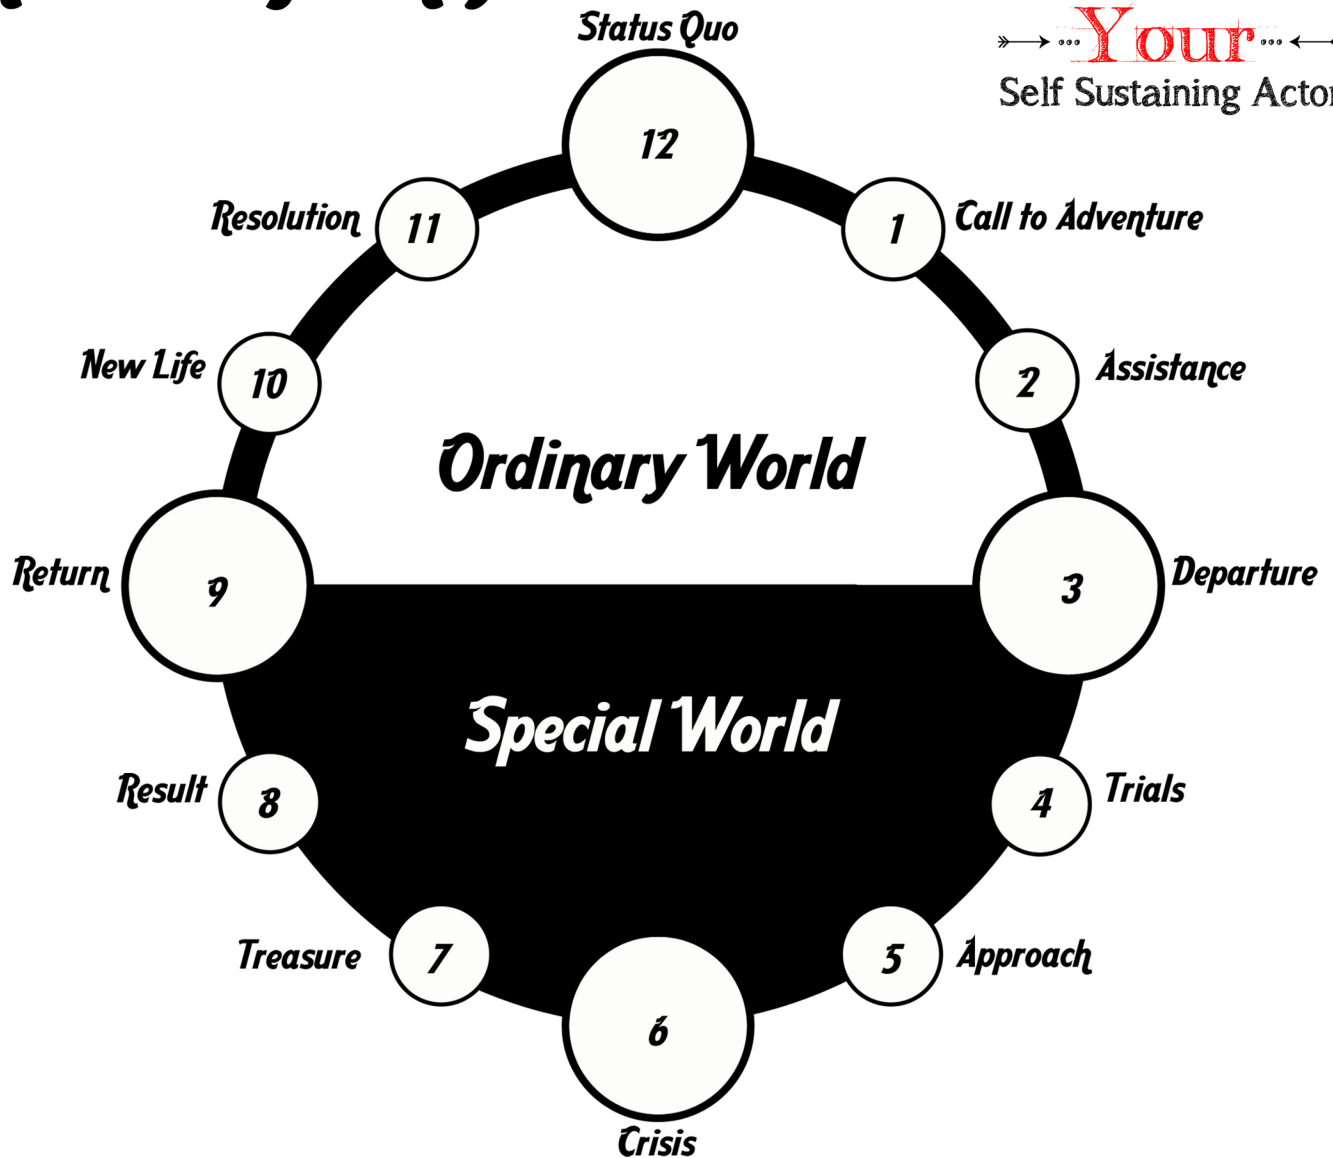 Status Quo
...Your...
Self Sustaining Actor
12
Resolution
11
1
Call to Adventure
New Life
10
2
Assistance
Ordinary World
Return
9
3
Departure
Special World
Result
8
4
Trials
Treasure
7
5
Approach
6
Crisis